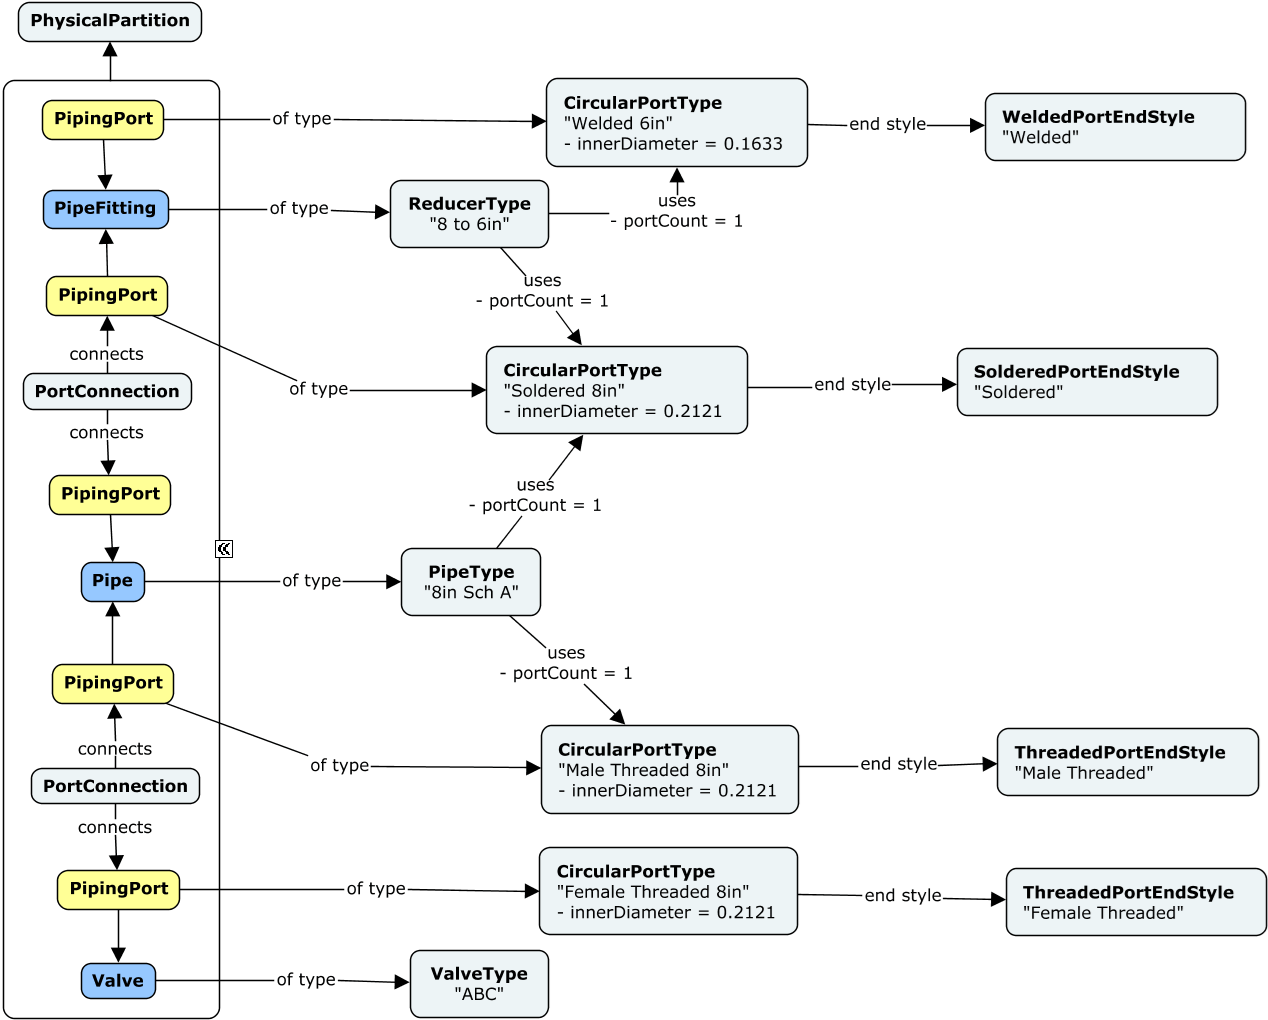 PhysicalPartition
PipingPort
of type
CircularPortType
"Welded 6in"
- innerDiameter = 0.1633
end style
WeldedPortEndStyle
"Welded"
PipeFitting
of type
ReducerType
"8 to 6in"
uses
- portCount = 1
uses
- portCount = 1
PipingPort
connects
PortConnection
connects
of type
CircularPortType
"Soldered 8in"
- innerDiameter = 0.2121
end style
SolderedPortEndStyle
"Soldered"
PipingPort
uses
- portCount = 1
Pipe
of type
PipeType
"8in Sch A"
uses
- portCount = 1
PipingPort
connects
PortConnection
connects
of type
CircularPortType
"Male Threaded 8in"
- innerDiameter = 0.2121
end style
ThreadedPortEndStyle
"Male Threaded"
PipingPort
of type
CircularPortType
"Female Threaded 8in"
- innerDiameter = 0.2121
end style
ThreadedPortEndStyle
"Female Threaded"
Valve
of type
ValveType
"ABC"